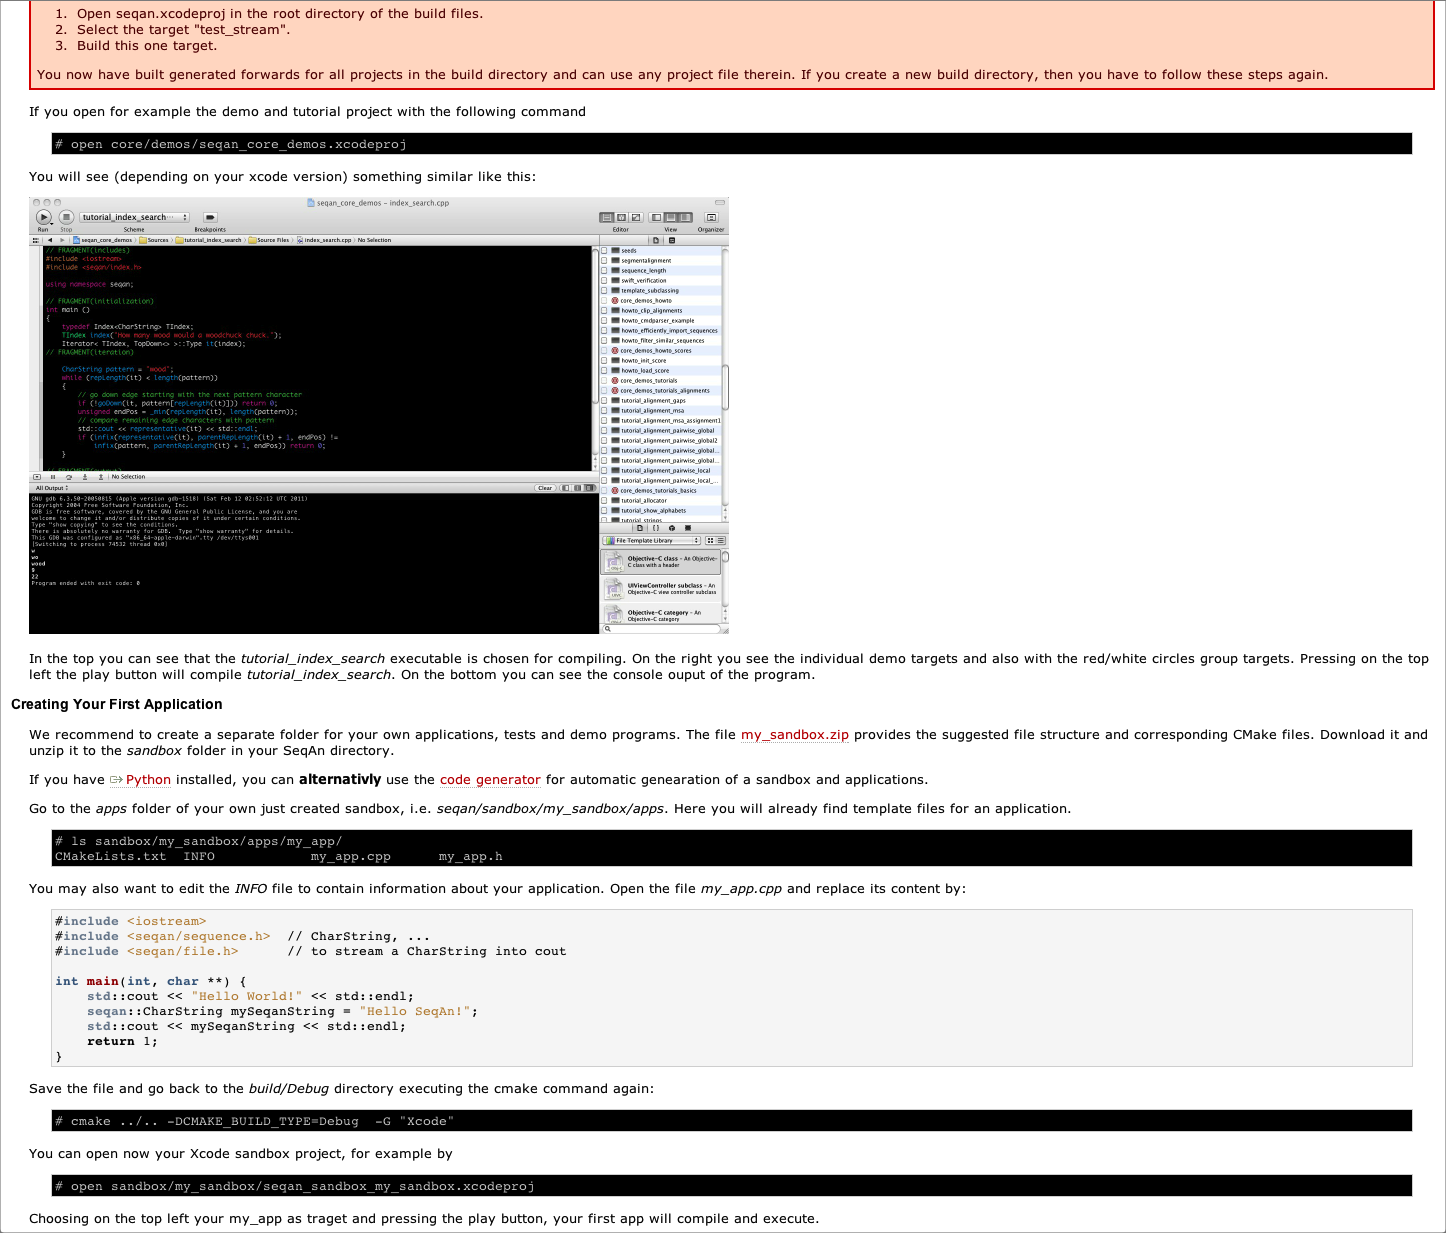 1. Open seqan.xcodeproj in the root directory of the build files.
2. Select the target "test_stream".
3. Build this one target.
You now have built generated forwards for all projects in the build directory and can use any project file therein. If you create a new build directory, then you have to follow these steps again.
If you open for example the demo and tutorial project with the following command
# open core/demos/seqan_core_demos.xcodeproj
You will see (depending on your xcode version) something similar like this:
seqan_core_demos – index_search.cpp
tutorial_index_search···
Run Stop Scheme Breakpoints Editor View Organizer
seqan_core_demos Sources tutorial_index_search Source Files index_search.cpp No Selection
// FRAGMENT(includes)
#include <iostream>
#include <seqan/index.h>
using namespace seqan;
// FRAGMENT(initialization)
int main ()
{
typedef Index<CharString> TIndex;
TIndex index("How many wood would a woodchuck chuck.");
Iterator< TIndex, TopDown<> >::Type it(index);
// FRAGMENT(iteration)
CharString pattern = "wood";
while (repLength(it) < length(pattern))
{
// go down edge starting with the next pattern character
if (!goDown(it, pattern[repLength(it)])) return 0;
unsigned endPos = _min(repLength(it), length(pattern));
// compare remaining edge characters with pattern
std::cout << representative(it) << std::endl;
if (infix(representative(it), parentRepLength(it) + 1, endPos) !=
infix(pattern, parentRepLength(it) + 1, endPos)) return 0;
}
// FRAGMENT(output)
seeds
segmentalignment
sequence_length
swift_verification
template_subclassing
core_demos_howto
howto_clip_alignments
howto_cmdparser_example
howto_efficiently_import_sequences
howto_filter_similar_sequences
core_demos_howto_scores
howto_init_score
howto_load_score
core_demos_tutorials
core_demos_tutorials_alignments
tutorial_alignment_gaps
tutorial_alignment_msa
tutorial_alignment_msa_assignment1
tutorial_alignment_pairwise_global
tutorial_alignment_pairwise_global2
tutorial_alignment_pairwise_global...
tutorial_alignment_pairwise_global...
tutorial_alignment_pairwise_local
tutorial_alignment_pairwise_local_...
core_demos_tutorials_basics
tutorial_allocator
tutorial_show_alphabets
tutorial_strings
No Selection
All Output Clear
GNU gdb 6.3.50-20050815 (Apple version gdb-1518) (Sat Feb 12 02:52:12 UTC 2011)
Copyright 2004 Free Software Foundation, Inc.
GDB is free software, covered by the GNU General Public License, and you are
welcome to change it and/or distribute copies of it under certain conditions.
Type "show copying" to see the conditions.
There is absolutely no warranty for GDB. Type "show warranty" for details.
This GDB was configured as "x86_64-apple-darwin".tty /dev/ttys001
[Switching to process 74532 thread 0x0]
w
wo
wood
9
22
Program ended with exit code: 0
File Template Library
Objective-C class – An Objective-
C class with a header
UIViewController subclass – An
Objective-C view controller subclass
Objective-C category – An
Objective-C category
In the top you can see that the tutorial_index_search executable is chosen for compiling. On the right you see the individual demo targets and also with the red/white circles group targets. Pressing on the top
left the play button will compile tutorial_index_search. On the bottom you can see the console ouput of the program.
Creating Your First Application
We recommend to create a separate folder for your own applications, tests and demo programs. The file my_sandbox.zip provides the suggested file structure and corresponding CMake files. Download it and
unzip it to the sandbox folder in your SeqAn directory.
If you have Python installed, you can alternativly use the code generator for automatic genearation of a sandbox and applications.
Go to the apps folder of your own just created sandbox, i.e. seqan/sandbox/my_sandbox/apps. Here you will already find template files for an application.
# ls sandbox/my_sandbox/apps/my_app/
CMakeLists.txt INFO my_app.cpp my_app.h
You may also want to edit the INFO file to contain information about your application. Open the file my_app.cpp and replace its content by:
#include <iostream>
#include <seqan/sequence.h> // CharString, ...
#include <seqan/file.h> // to stream a CharString into cout
int main(int, char **) {
std::cout << "Hello World!" << std::endl;
seqan::CharString mySeqanString = "Hello SeqAn!";
std::cout << mySeqanString << std::endl;
return 1;
}
Save the file and go back to the build/Debug directory executing the cmake command again:
# cmake ../.. -DCMAKE_BUILD_TYPE=Debug -G "Xcode"
You can open now your Xcode sandbox project, for example by
# open sandbox/my_sandbox/seqan_sandbox_my_sandbox.xcodeproj
Choosing on the top left your my_app as traget and pressing the play button, your first app will compile and execute.